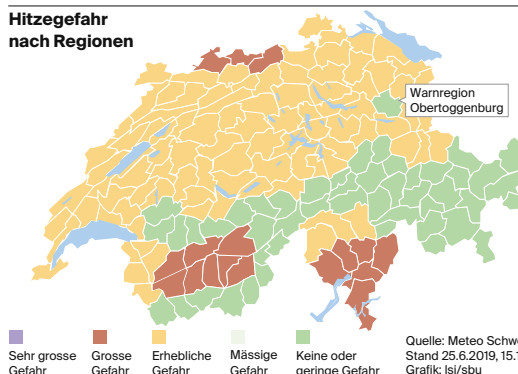 Hitzegefahr
nach Regionen
Warnregion
Obertoggenburg
Sehr grosse
Gefahr
Grosse
Gefahr
Erhebliche
Gefahr
Mässige
Gefahr
Keine oder
geringe Gefahr
Quelle: Meteo
Stand 25.6.2019,
Grafik: lsi/sbu